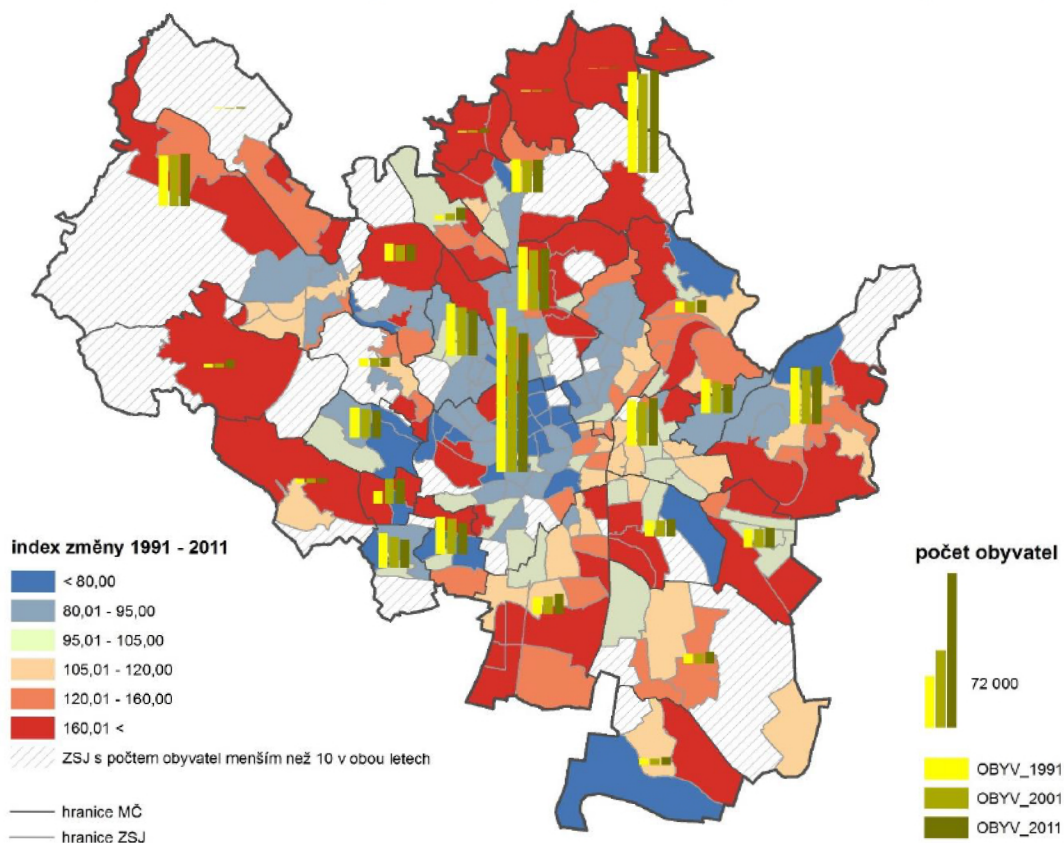 index změny 1991 - 2011
< 80,00
80,01 - 95,00
95,01 - 105,00
105,01 - 120,00
120,01 - 160,00
160,01 <
ZSJ s počtem obyvatel menším než 10 v obou letech
hranice MČ
hranice ZSJ
počet obyvatel
72 000
OBYV_1991
OBYV_2001
OBYV_2011